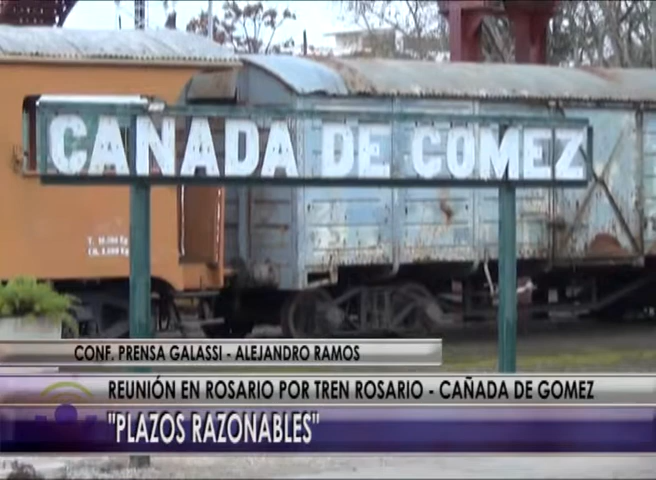 CAÑADA DE GOMEZ
CONF. PRENSA GALASSI - ALEJANDRO RAMOS
REUNIÓN EN ROSARIO POR TREN ROSARIO - CAÑADA DE GOMEZ
"PLAZOS RAZONABLES"